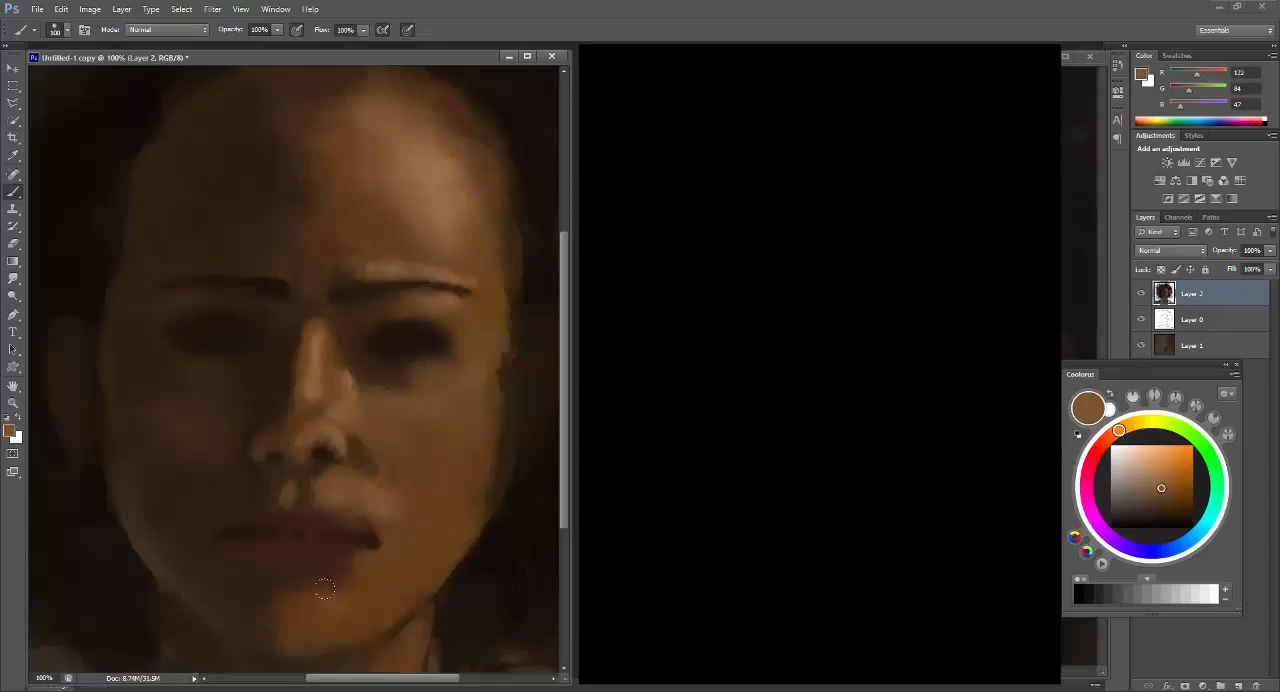 Ps File Edit Image Layer Type Select Filter View Window Help
100 Mode: Normal Opacity: 100% Flow: 100% Essentials
Ps Untitled-1 copy @ 100% (Layer 2, RGB/8) *
Color Swatches
R 122
G 84
B 47
Adjustments Styles
Add an adjustment
Layers Channels Paths
Kind
Normal Opacity: 100%
Lock: Fill: 100%
Layer 2
Layer 0
Layer 1
Coolorus
100% Doc: 8.74M/31.5M